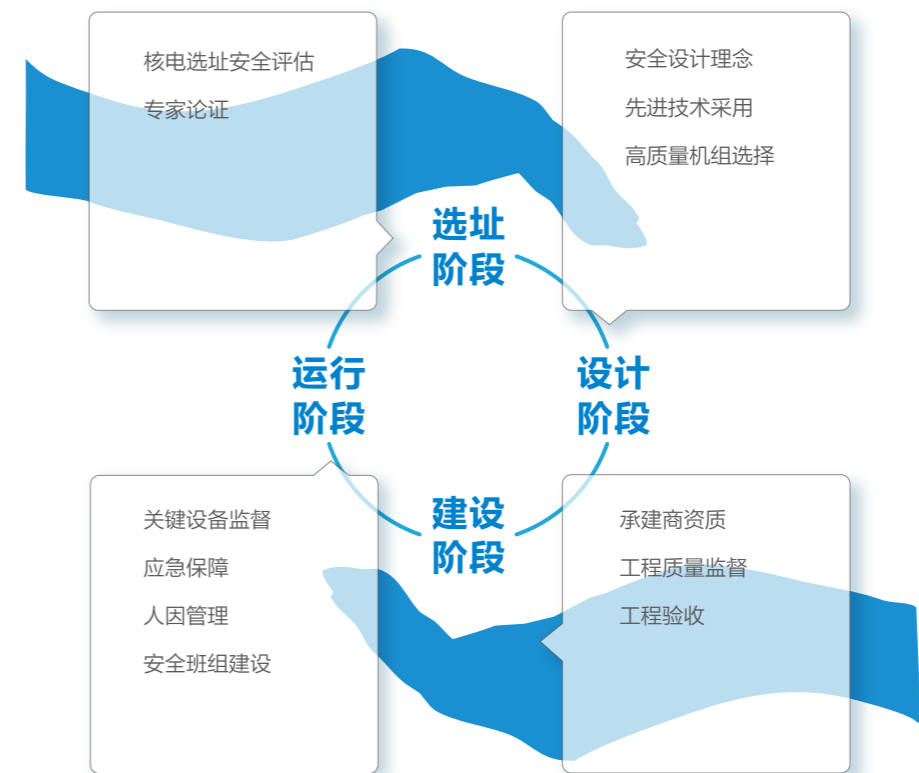 核电选址安全评估
专家论证
安全设计理念
先进技术采用
高质量机组选择
选址
阶段
运行
阶段
设计
阶段
建设
阶段
关键设备监督
应急保障
人因管理
安全班组建设
承建商资质
工程质量监督
工程验收